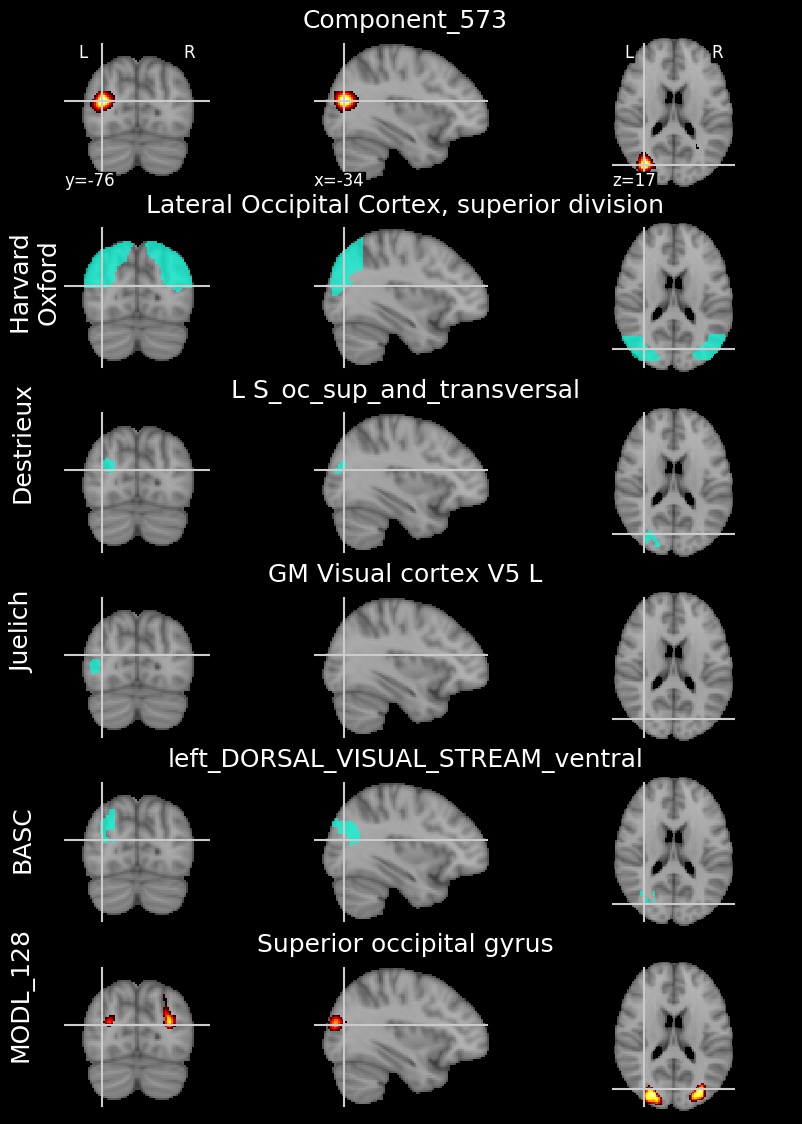 Component_573
L R L R
y=-76 x=-34 z=17
Lateral Occipital Cortex, superior division
Harvard
Oxford
L S_oc_sup_and_transversal
Destrieux
GM Visual cortex V5 L
Juelich
left_DORSAL_VISUAL_STREAM_ventral
BASC
Superior occipital gyrus
MODL_128